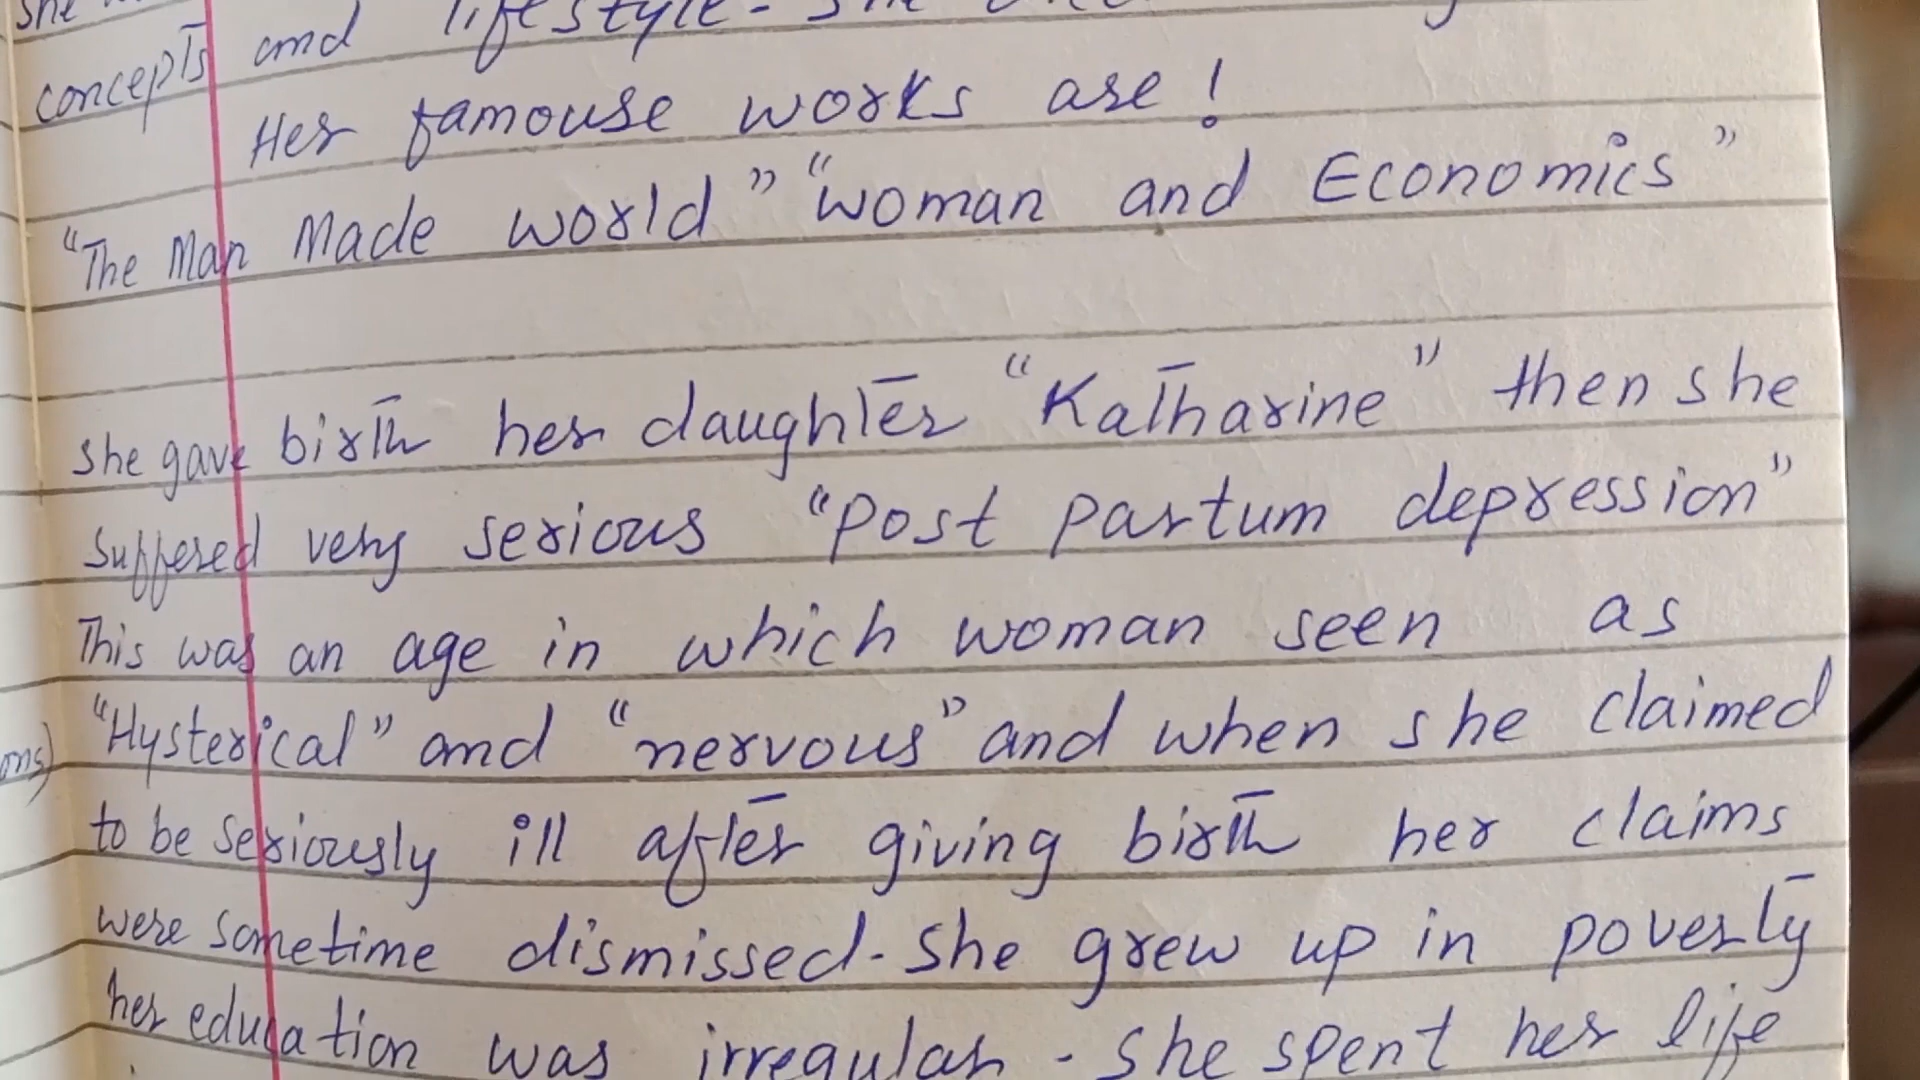 she
concepts and lifestyle - She
Her famouse works are !
"The Man Made world" "woman and Economics"
she gave birth her daughter "Katharine" then she
suffered very serious "post partum depression"
This was an age in which woman seen as
"Hysterical" and "nervous" and when she claimed
to be seriously ill after giving birth her claims
were sometime dismissed - She grew up in poverty
her education was irregular - She spent her life